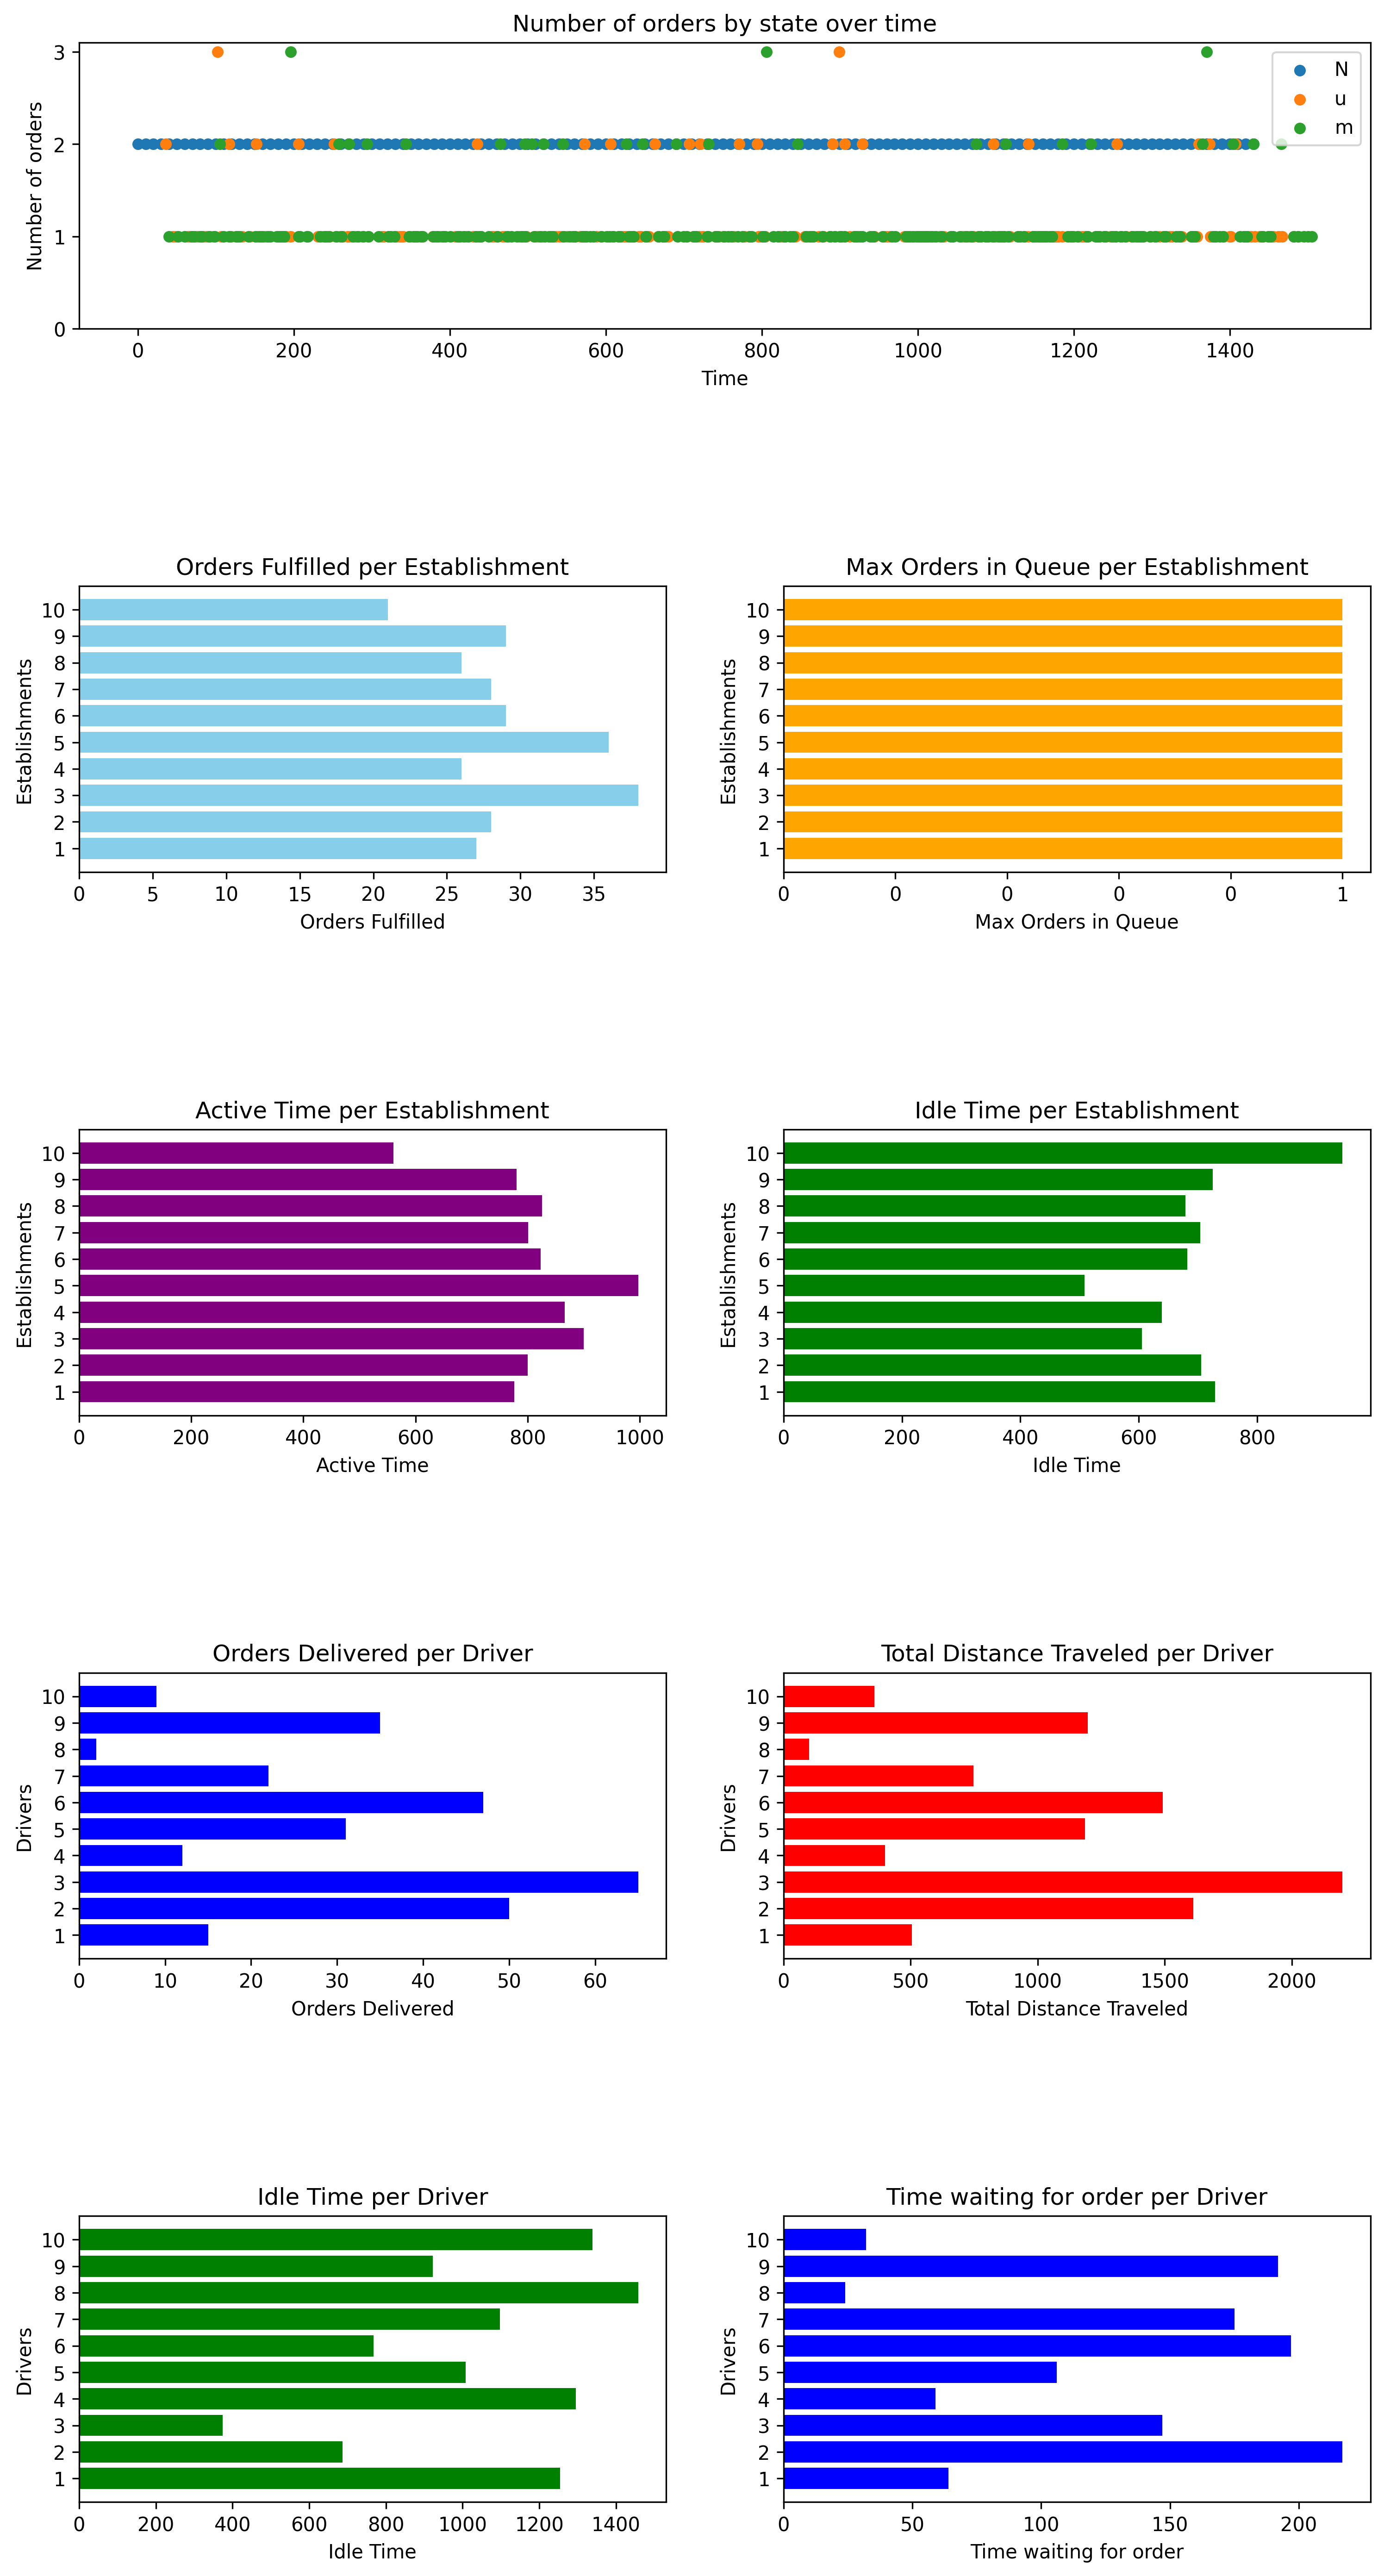 Number of orders by state over time
Number of orders
3
2
1
0
N
u
m
0 200 400 600 800 1000 1200 1400
Time
Orders Fulfilled per Establishment
Establishments
10
9
8
7
6
5
4
3
2
1
0 5 10 15 20 25 30 35
Orders Fulfilled
Max Orders in Queue per Establishment
Establishments
10
9
8
7
6
5
4
3
2
1
0 0 0 0 0 1
Max Orders in Queue
Active Time per Establishment
Establishments
10
9
8
7
6
5
4
3
2
1
0 200 400 600 800 1000
Active Time
Idle Time per Establishment
Establishments
10
9
8
7
6
5
4
3
2
1
0 200 400 600 800
Idle Time
Orders Delivered per Driver
Drivers
10
9
8
7
6
5
4
3
2
1
0 10 20 30 40 50 60
Orders Delivered
Total Distance Traveled per Driver
Drivers
10
9
8
7
6
5
4
3
2
1
0 500 1000 1500 2000
Total Distance Traveled
Idle Time per Driver
Drivers
10
9
8
7
6
5
4
3
2
1
0 200 400 600 800 1000 1200 1400
Idle Time
Time waiting for order per Driver
Drivers
10
9
8
7
6
5
4
3
2
1
0 50 100 150 200
Time waiting for order